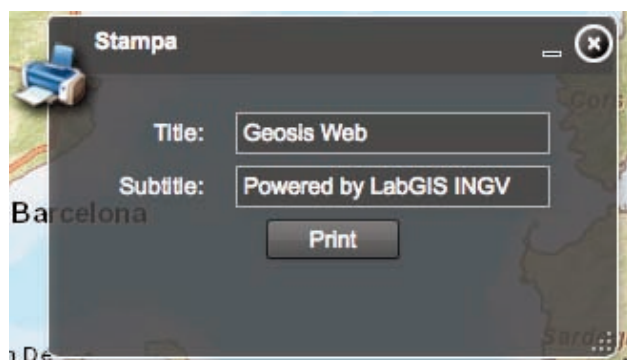 Stampa
Title: Geosis Web
Subtitle: Powered by LabGIS INGV
Barcelona
Print